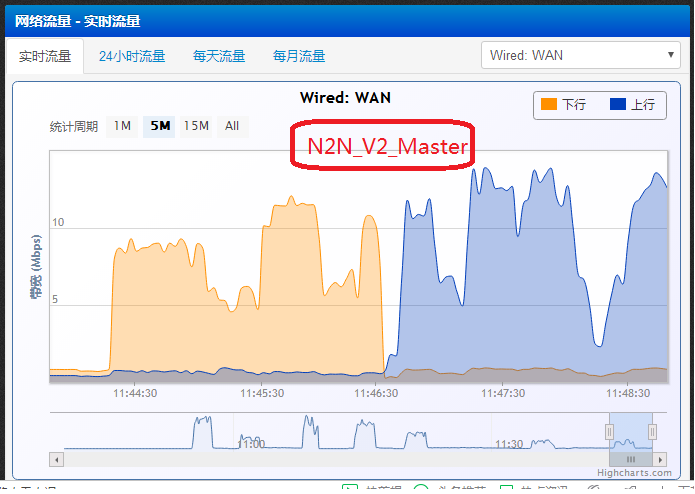 网络流量 - 实时流量
实时流量 24小时流量 每天流量 每月流量 Wired: WAN
Wired: WAN
下行 上行
统计周期 1M 5M 15M All
N2N_V2_Master
10
5
(Mbps)
11:44:30 11:45:30 11:46:30 11:47:30 11:48:30
11:00 11:30
Highcharts.com